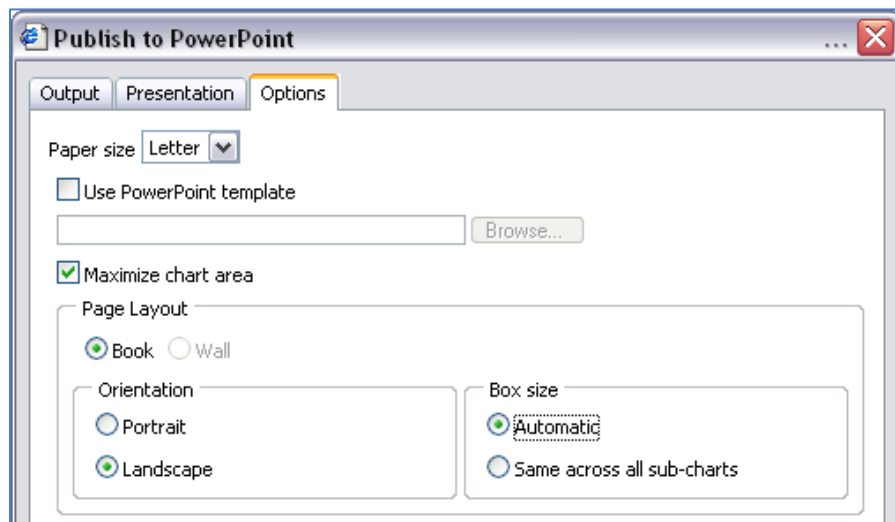 Publish to PowerPoint ...
Output Presentation Options
Paper size Letter
Use PowerPoint template
Browse...
Maximize chart area
Page Layout
Book Wall
Orientation Box size
Portrait Automatic
Landscape Same across all sub-charts